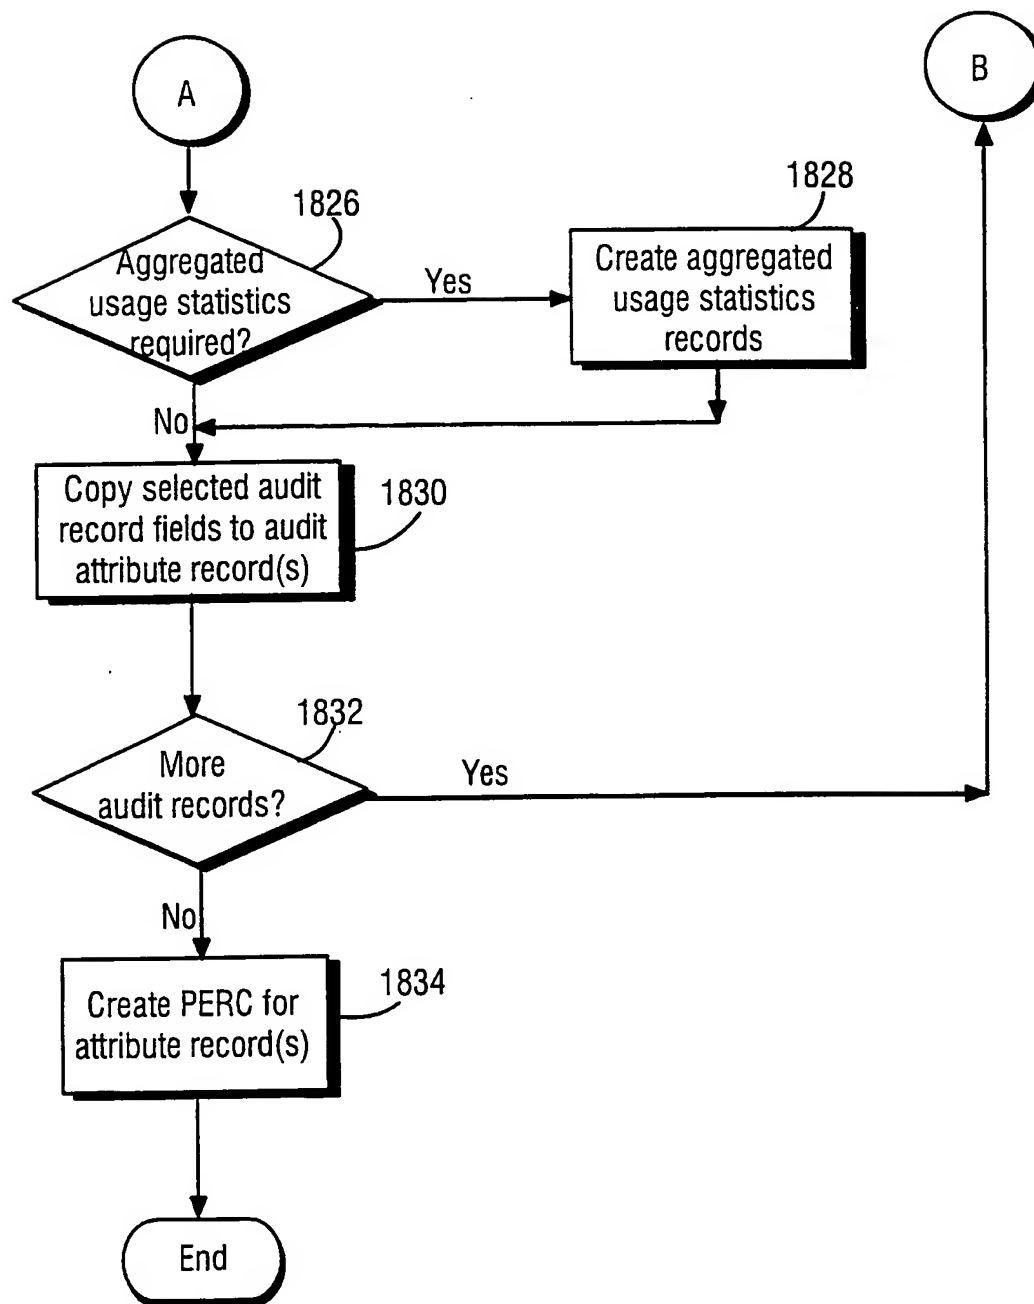 A
B
1826
1828
Aggregated
usage statistics
required?
Yes
Create aggregated
usage statistics
records
No
Copy selected audit
record fields to audit
attribute record(s)
1830
1832
More
audit records?
Yes
No
Create PERC for
attribute record(s)
1834
End